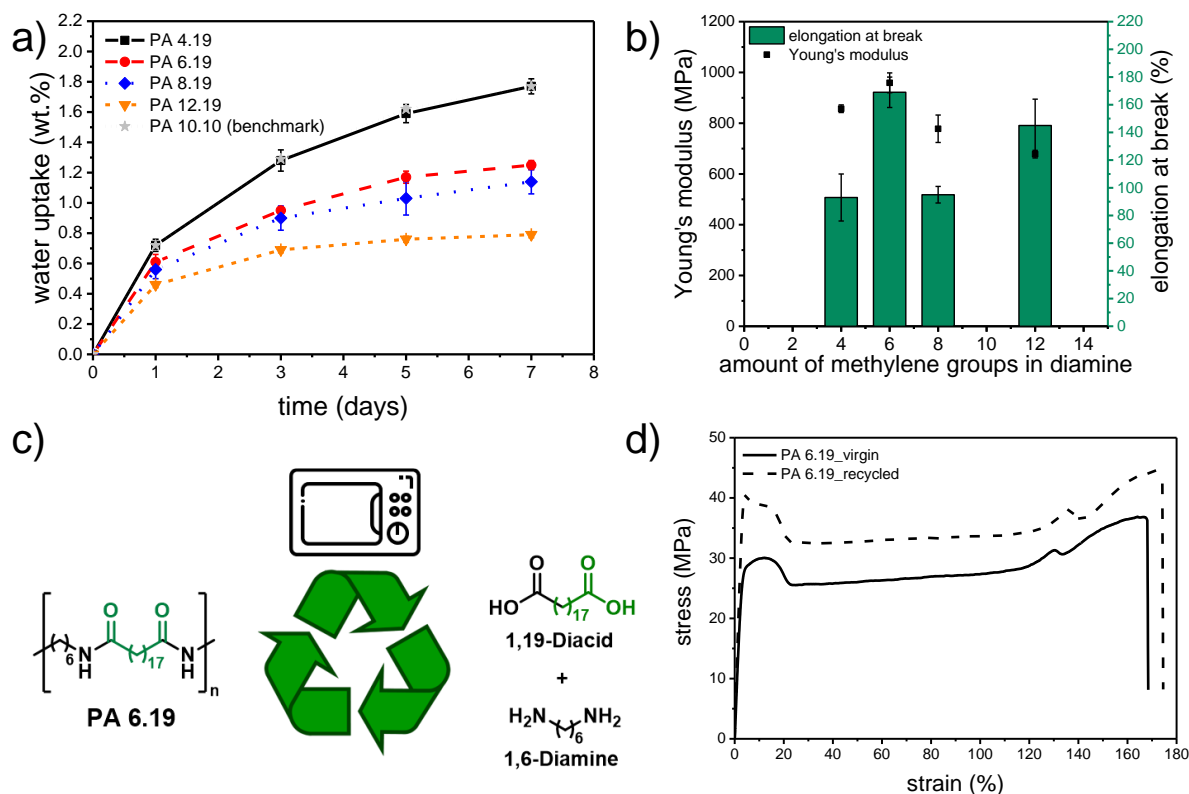 a)
2.2
2.0
1.8
1.6
1.4
1.2
1.0
0.8
0.6
0.4
0.2
0.0
water uptake (wt.%)
PA 4.19
PA 6.19
PA 8.19
PA 12.19
PA 10.10 (benchmark)
0 1 2 3 4 5 6 7 8
time (days)
b)
1200
1000
800
600
400
200
0
Young's modulus (MPa)
elongation at break
Young's modulus
220
200
180
160
140
120
100
80
60
40
20
0
elongation at break (%)
0 2 4 6 8 10 12 14
amount of methylene groups in diamine
c)
O O
6 N H 17 N H n
PA 6.19
O O
HO 17 OH
1,19-Diacid
+
H₂N 6 NH₂
1,6-Diamine
d)
50
40
30
20
10
0
stress (MPa)
PA 6.19_virgin
PA 6.19_recycled
0 20 40 60 80 100 120 140 160 180
strain (%)